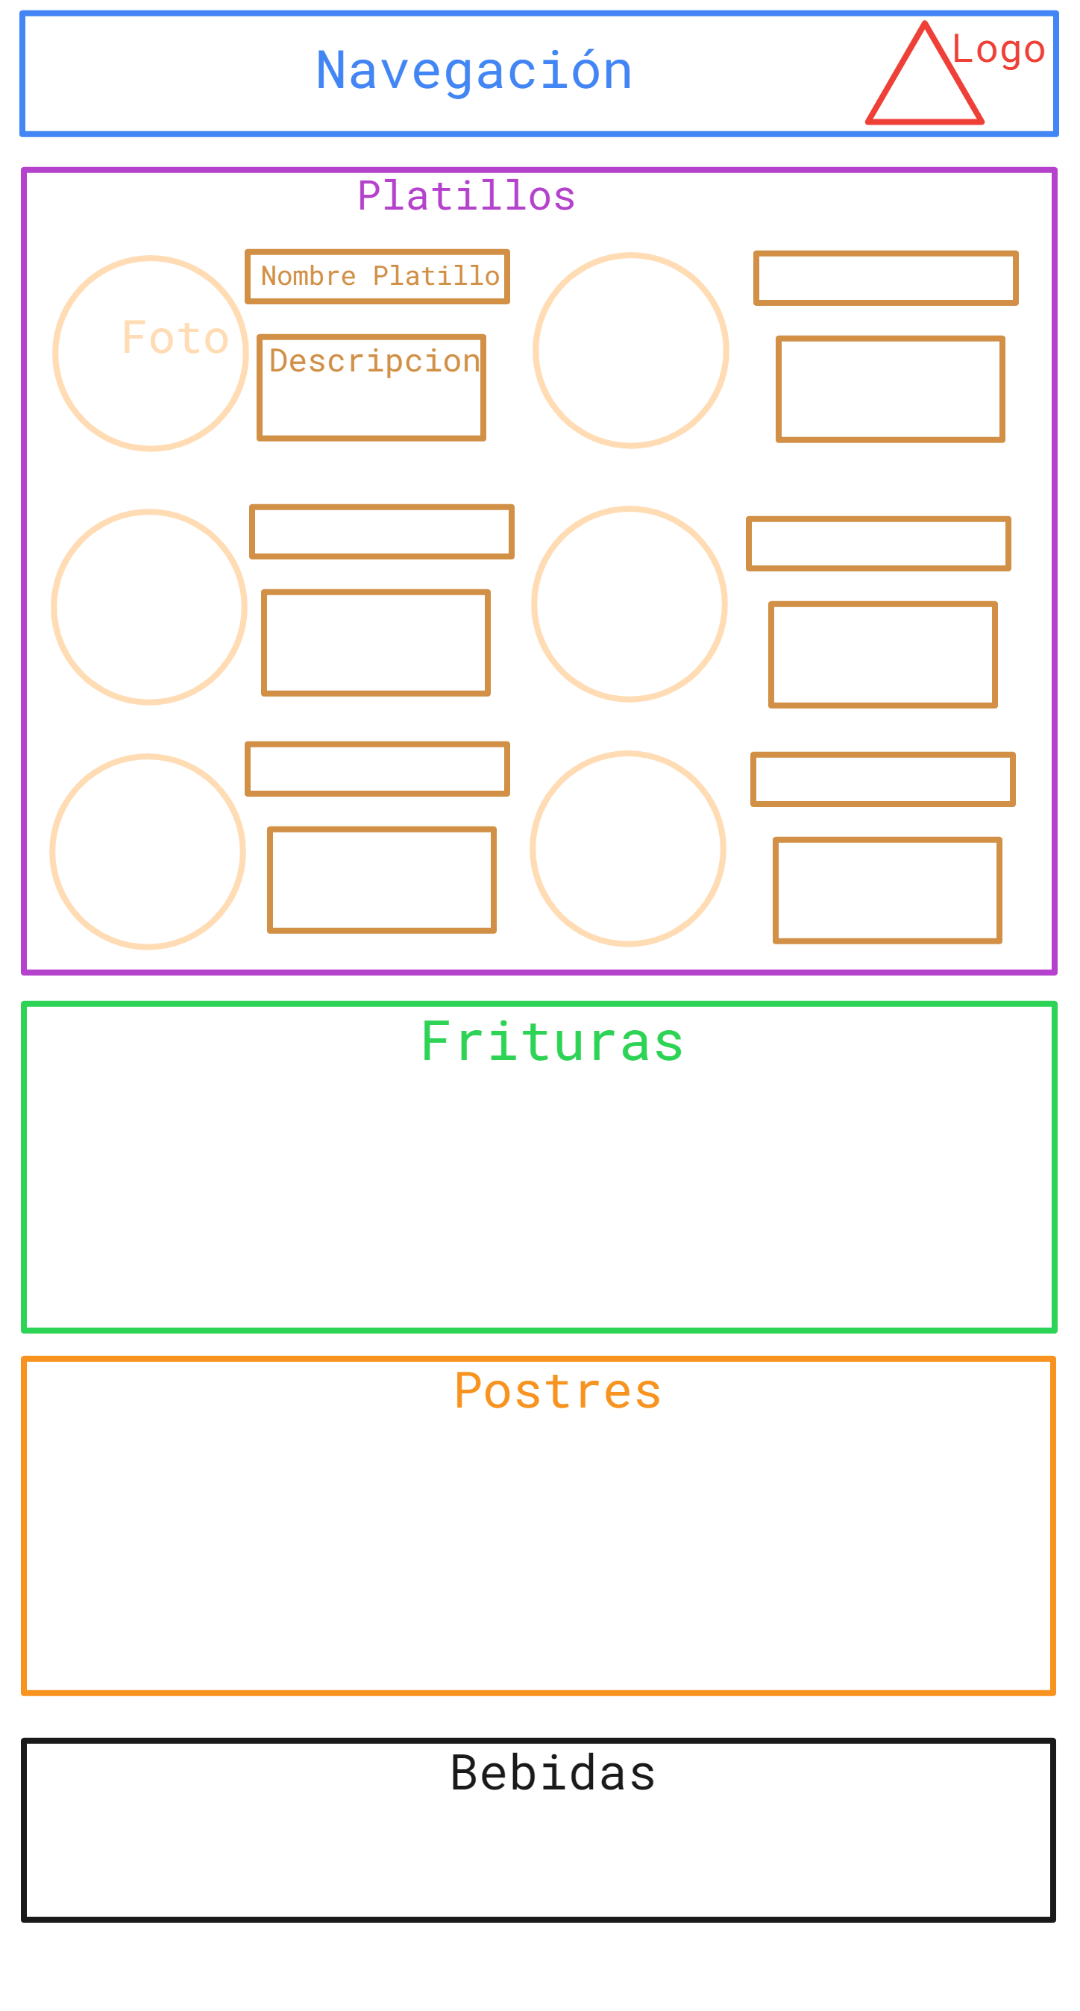 Navegación
Logo
Platillos
Foto
Nombre Platillo
Descripcion
Frituras
Postres
Bebidas